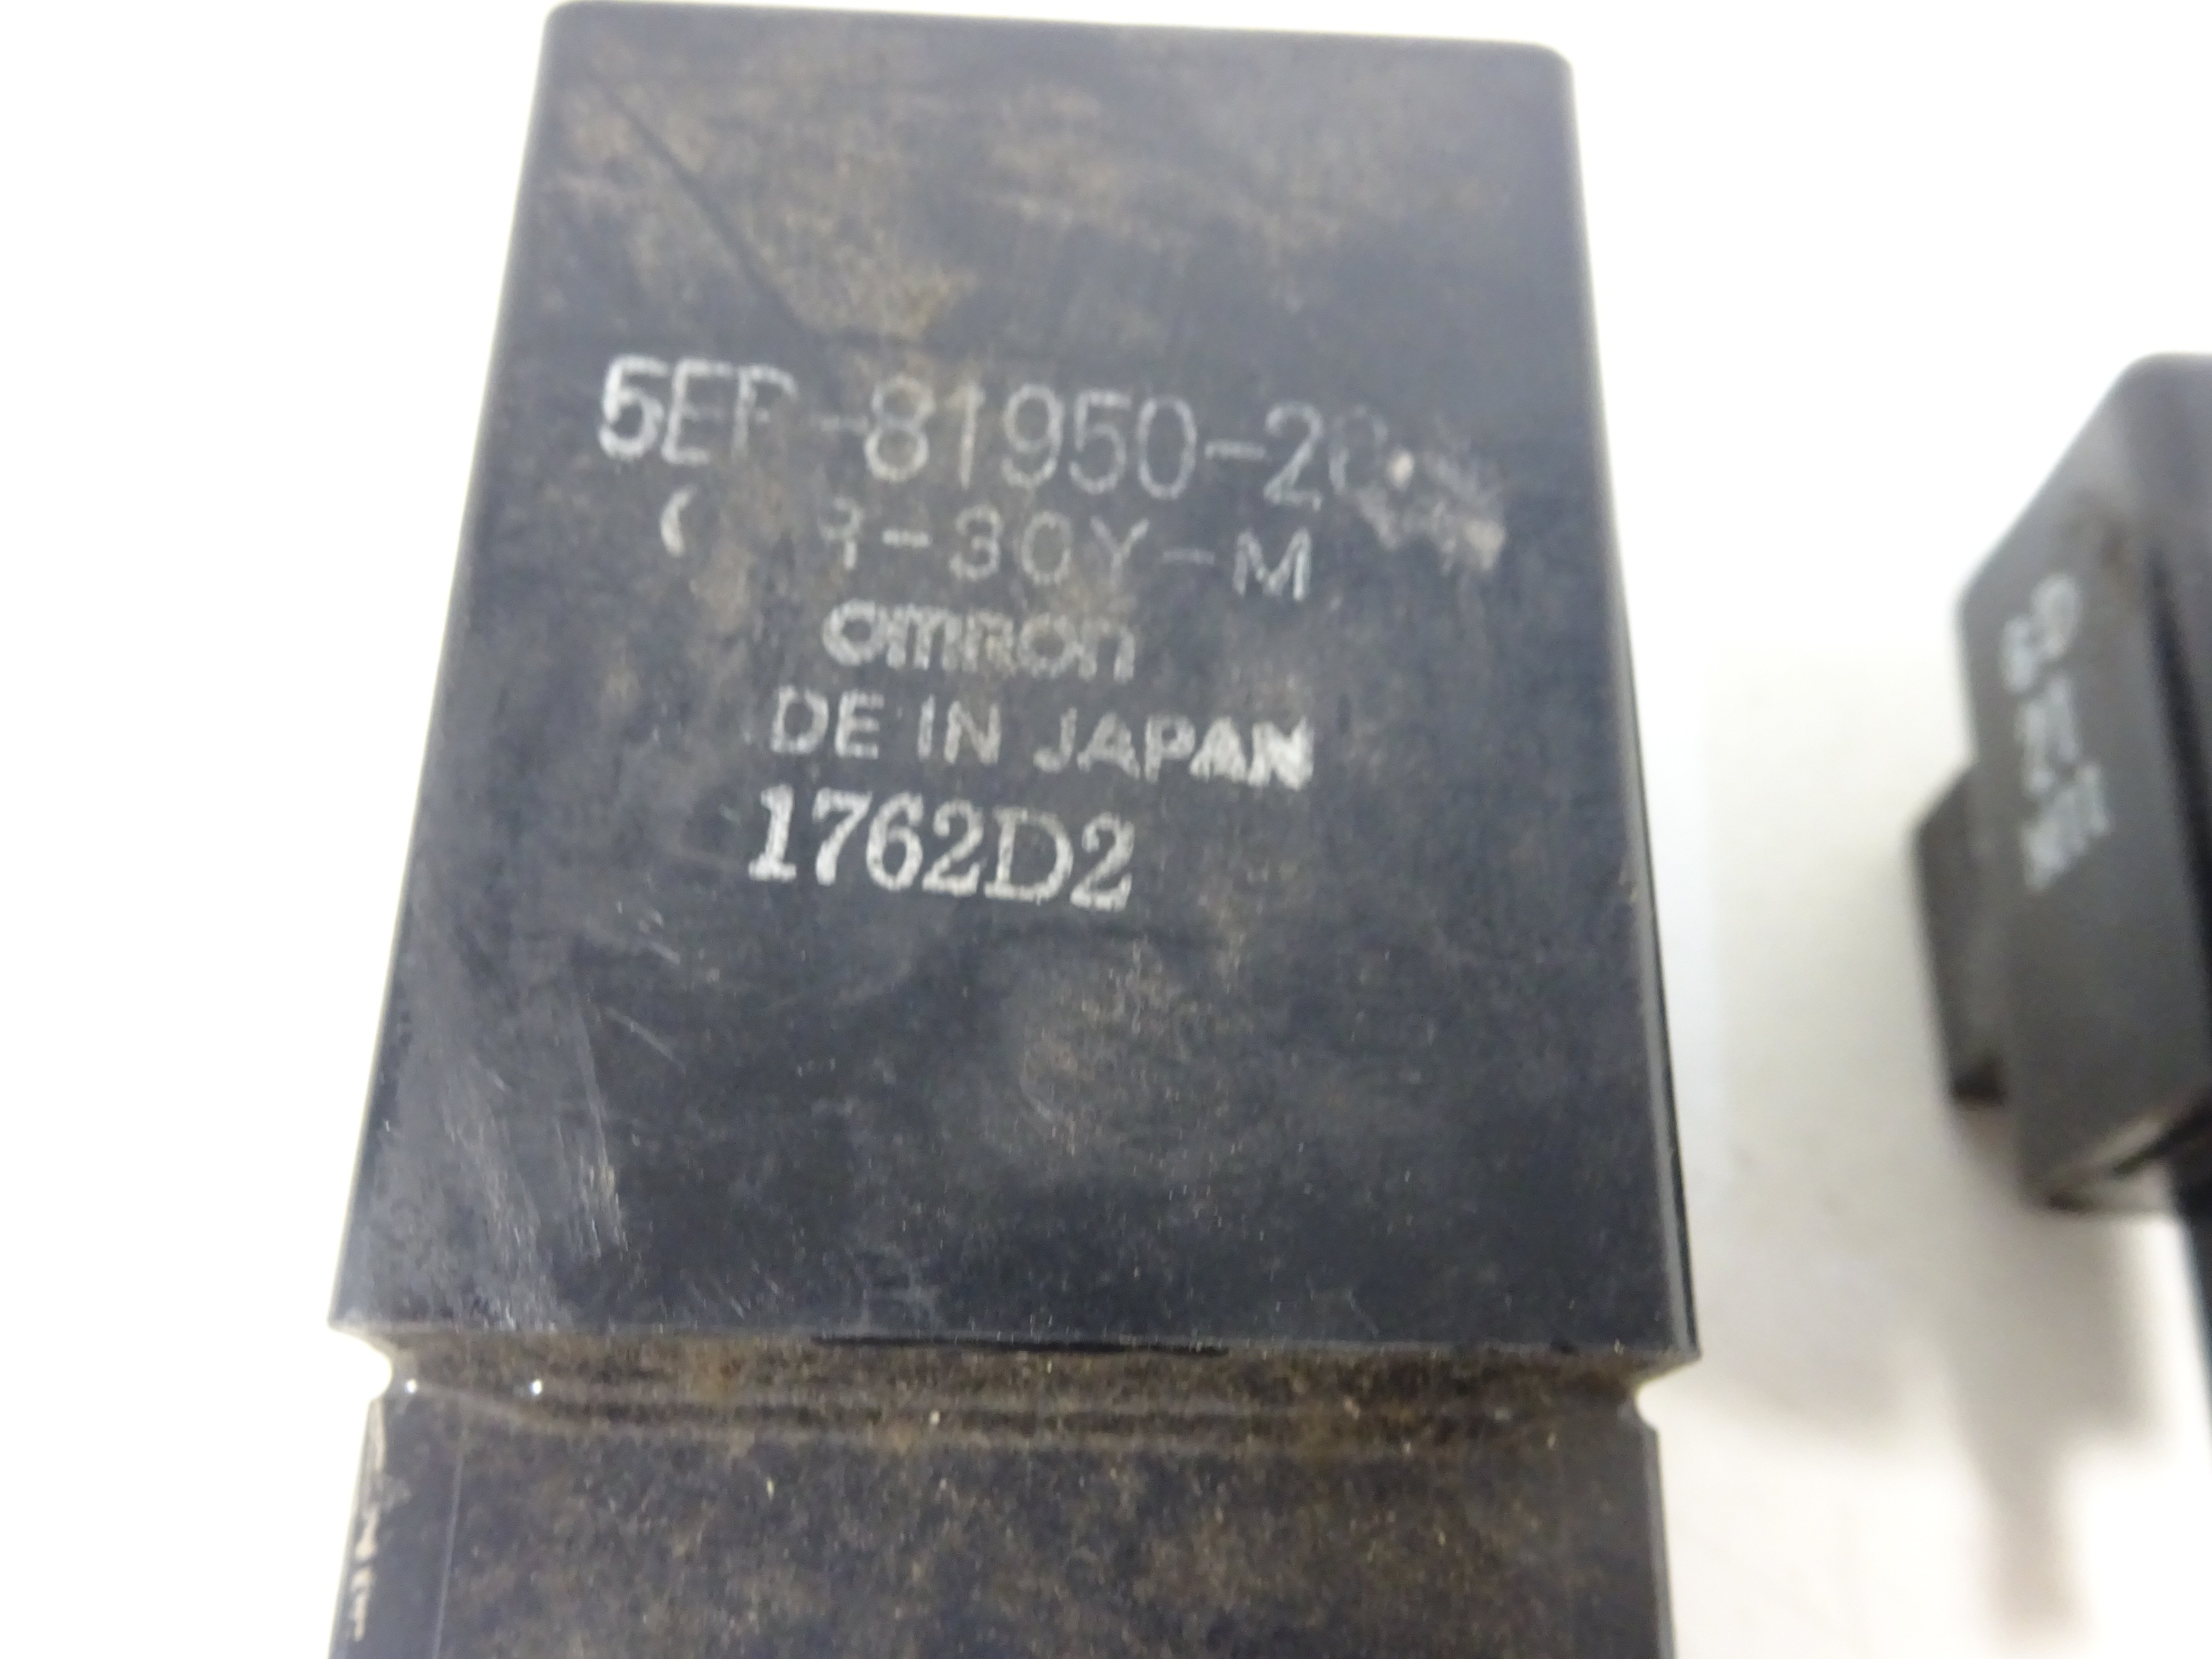 5EB-81950-20
R-30Y-M
omron
DE IN JAPAN
1762D2